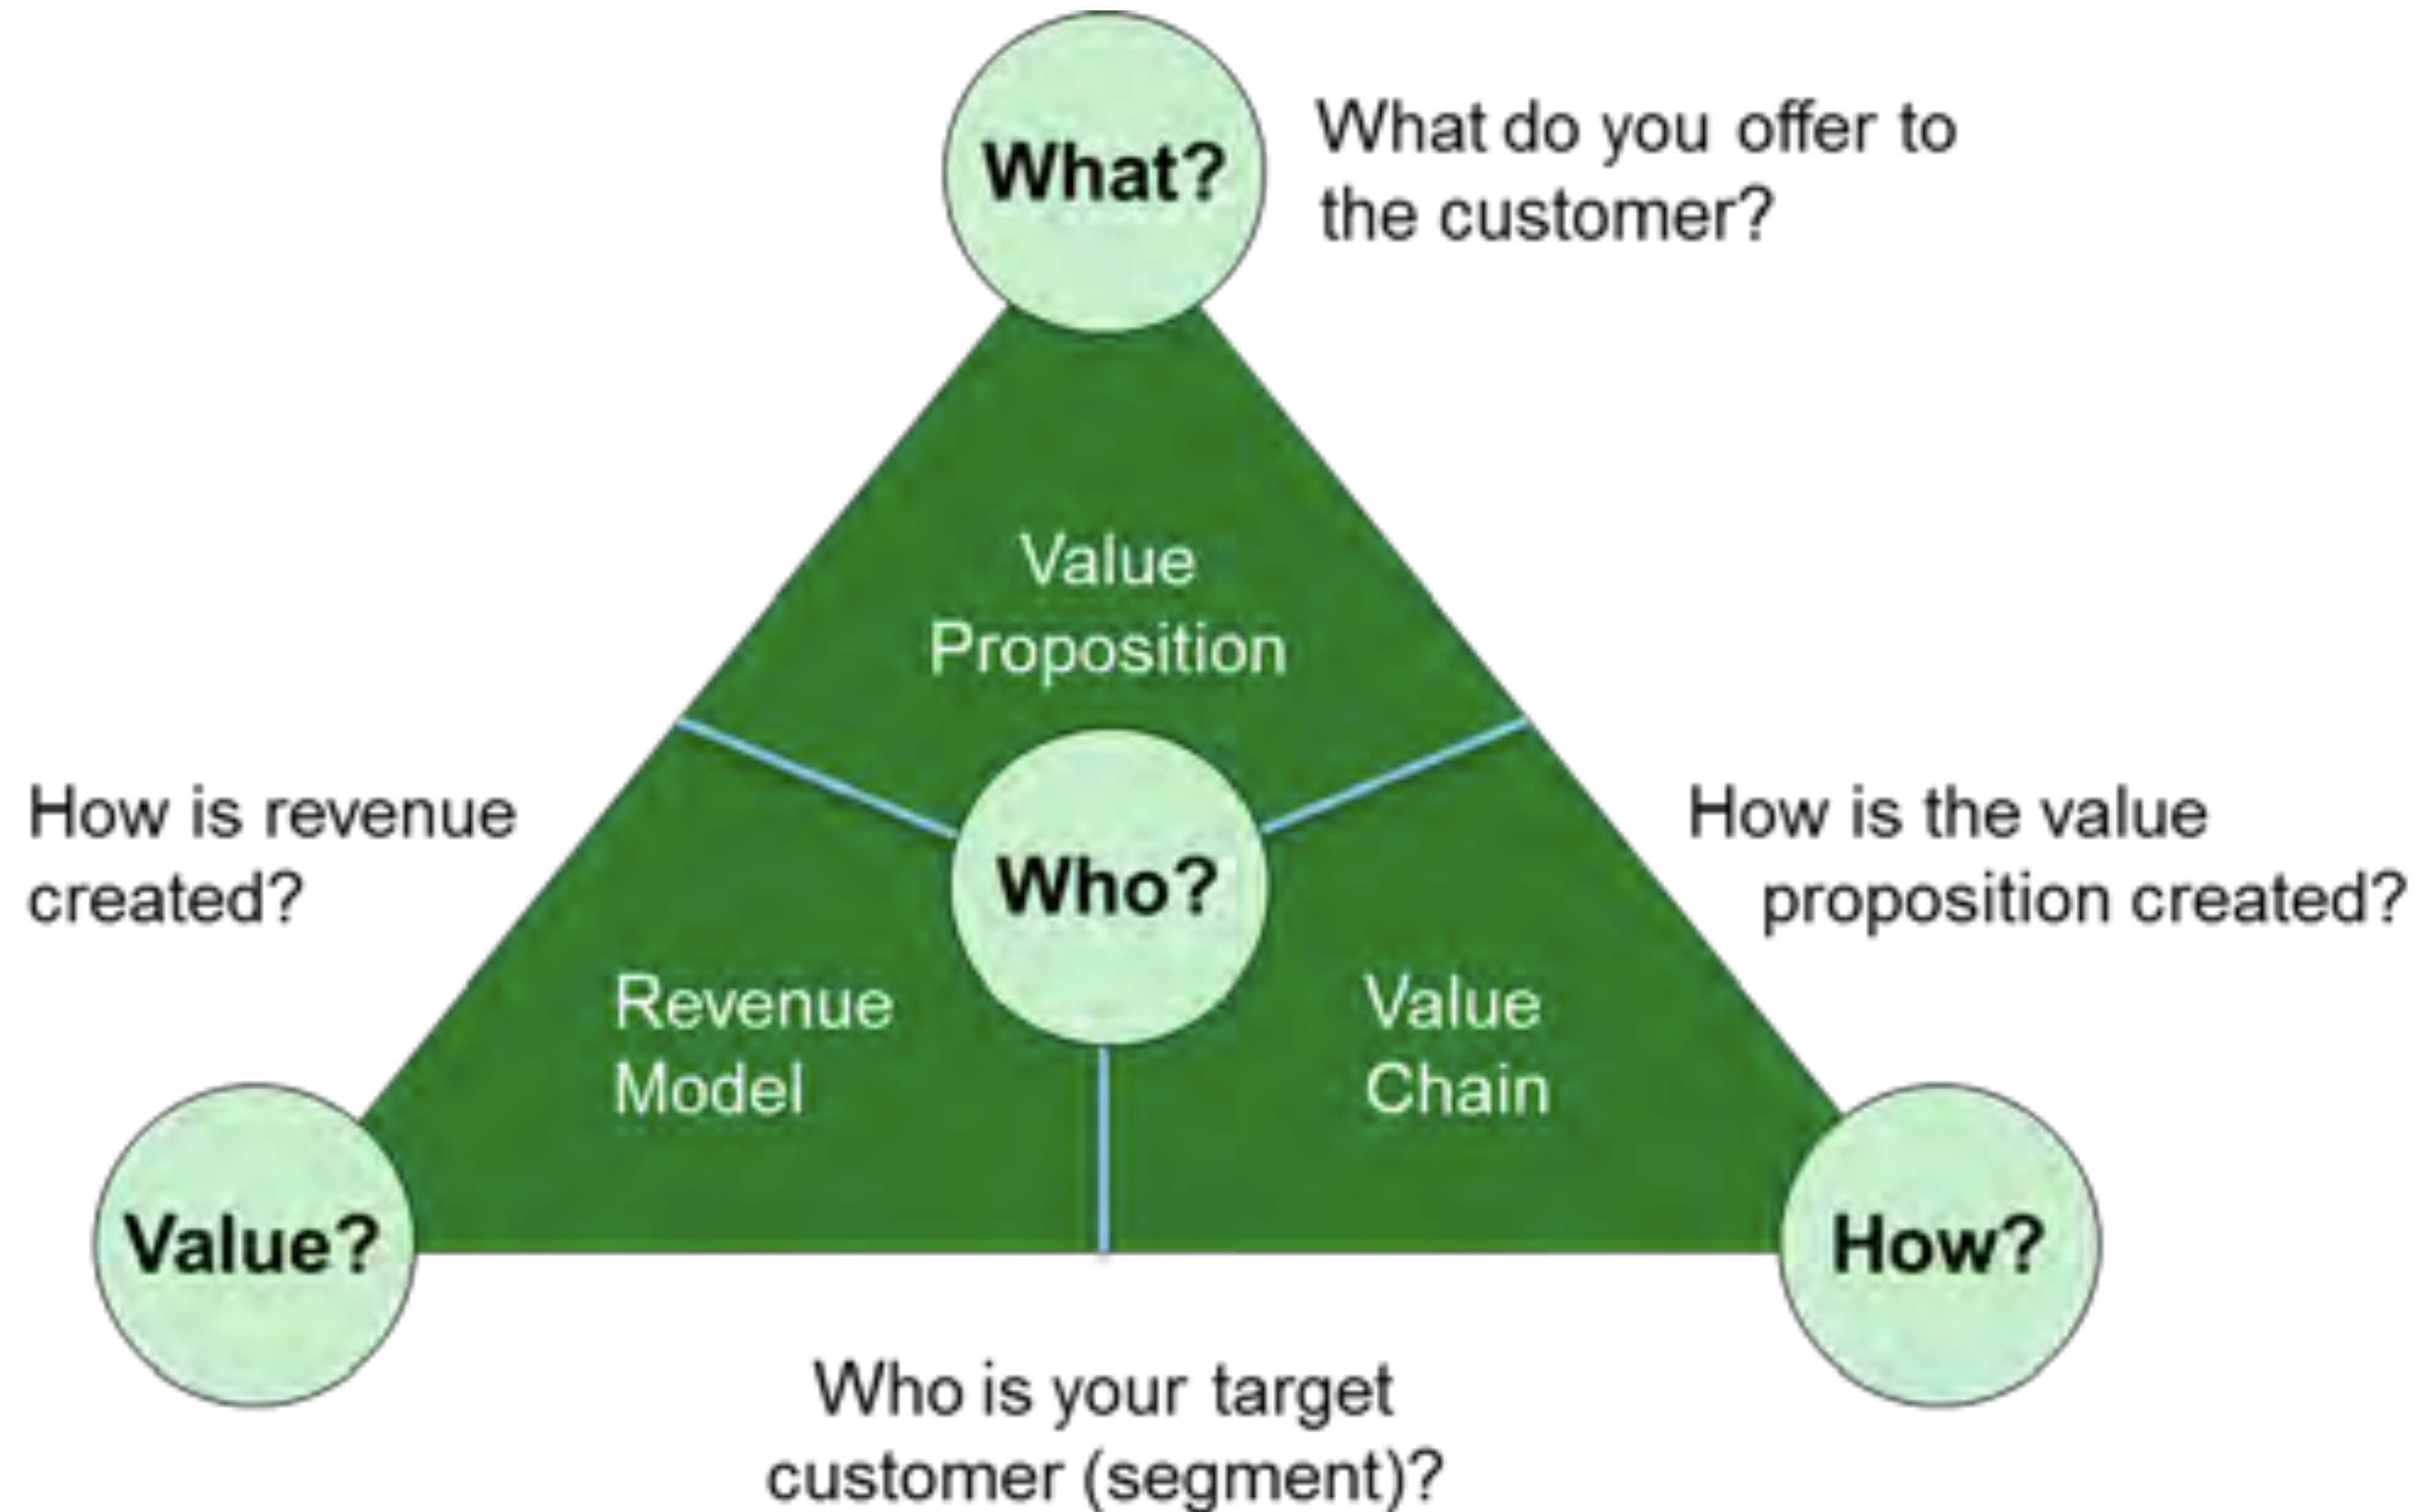 What?
What do you offer to
the customer?
Value
Proposition
How is revenue
created?
Who?
How is the value
proposition created?
Revenue
Model
Value
Chain
Value?
How?
Who is your target
customer (segment)?